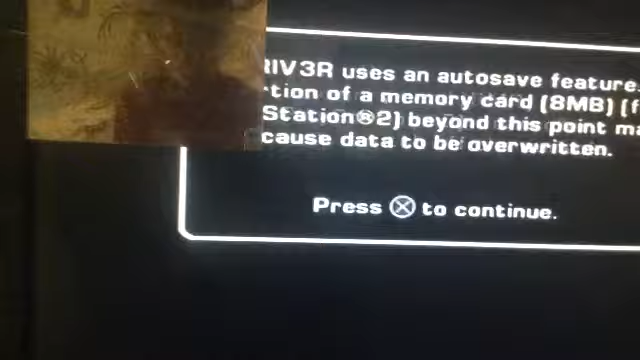 RIV3R uses an autosave feature.
rtion of a memory card (8MB) (f
Station®2) beyond this point ma
cause data to be overwritten.
Press ⓧ to continue.